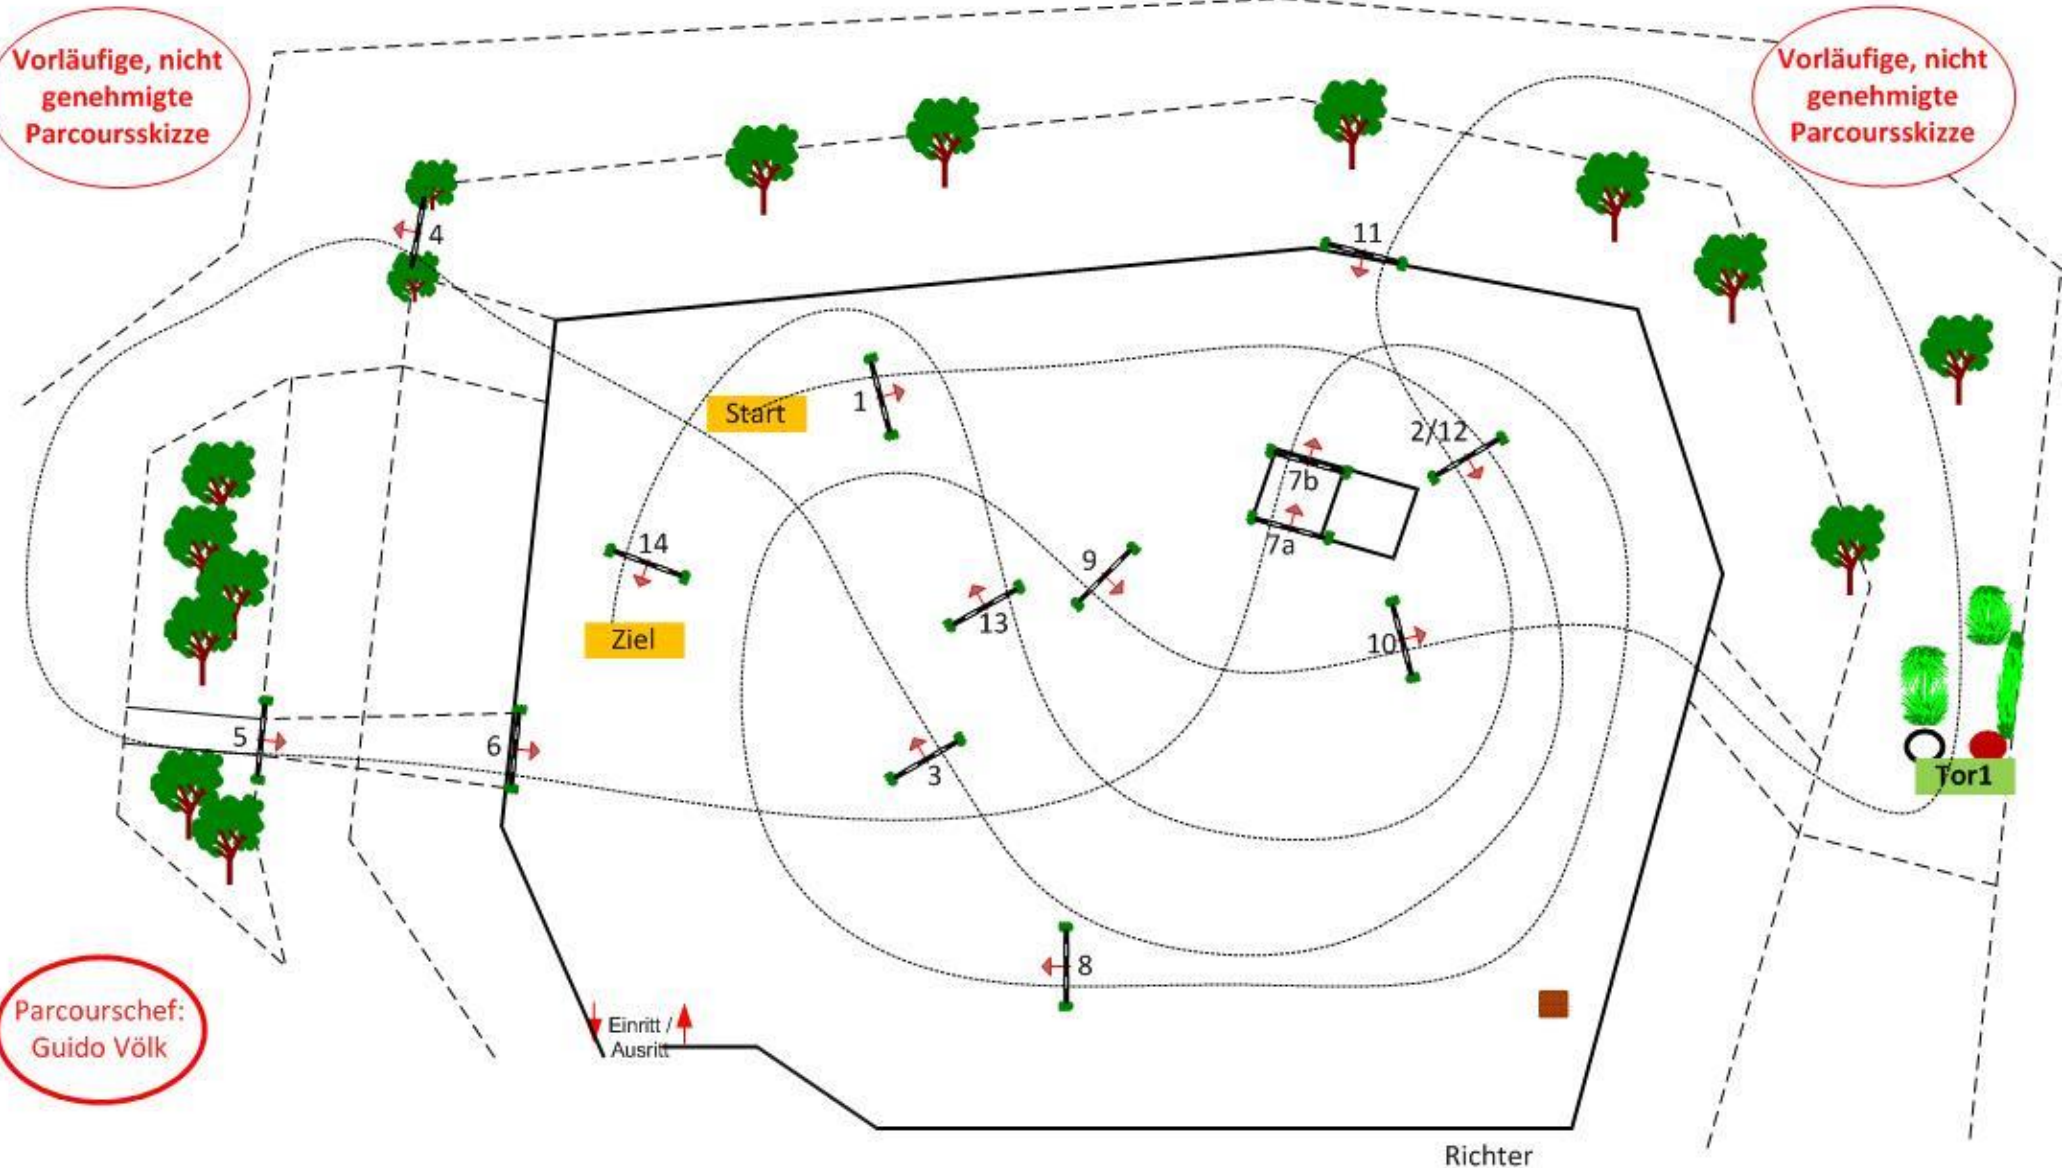 Vorläufige, nicht
genehmigte
Parcoursskizze
Vorläufige, nicht
genehmigte
Parcoursskizze
4
11
1
Start
2/12
7b
7a
14
9
13
10
Ziel
5
6
3
Tor1
8
Parcourschef:
Guido Völk
Einritt /
Ausritt
Richter